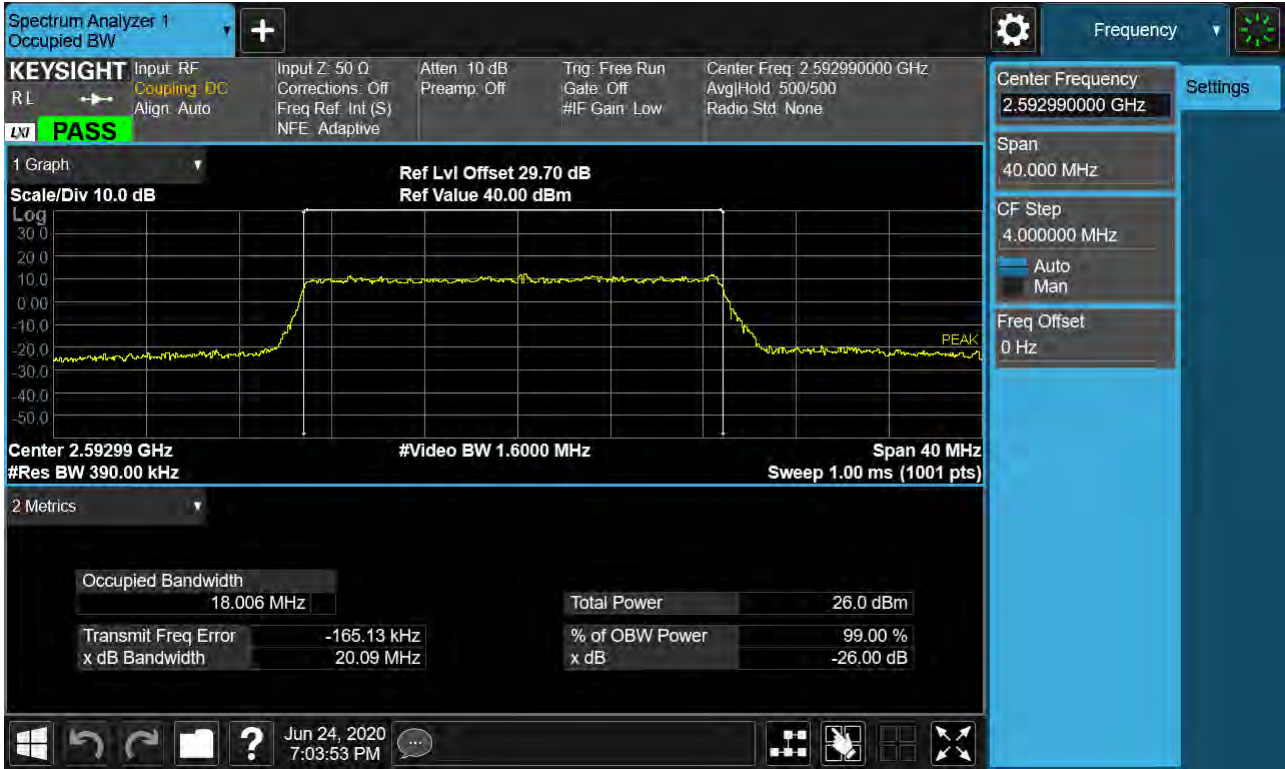 Spectrum Analyzer 1
Occupied BW
Frequency
KEYSIGHT
RL
LXI
PASS
Input: RF
Coupling: DC
Align: Auto
Input Z: 50 Ω
Corrections: Off
Freq Ref: Int (S)
NFE: Adaptive
Atten: 10 dB
Preamp: Off
Trig: Free Run
Gate: Off
#IF Gain: Low
Center Freq: 2.592990000 GHz
Avg|Hold: 500/500
Radio Std: None
Center Frequency
2.592990000 GHz
Settings
Span
40.000 MHz
CF Step
4.000000 MHz
Auto
Man
Freq Offset
0 Hz
1 Graph
Scale/Div 10.0 dB
Ref Lvl Offset 29.70 dB
Ref Value 40.00 dBm
Log
30.0
20.0
10.0
0.00
-10.0
-20.0
-30.0
-40.0
-50.0
PEAK
Center 2.59299 GHz
#Video BW 1.6000 MHz
Span 40 MHz
#Res BW 390.00 kHz
Sweep 1.00 ms (1001 pts)
2 Metrics
Occupied Bandwidth
18.006 MHz
Total Power 26.0 dBm
Transmit Freq Error -165.13 kHz
% of OBW Power 99.00 %
x dB Bandwidth 20.09 MHz
x dB -26.00 dB
?
Jun 24, 2020
7:03:53 PM